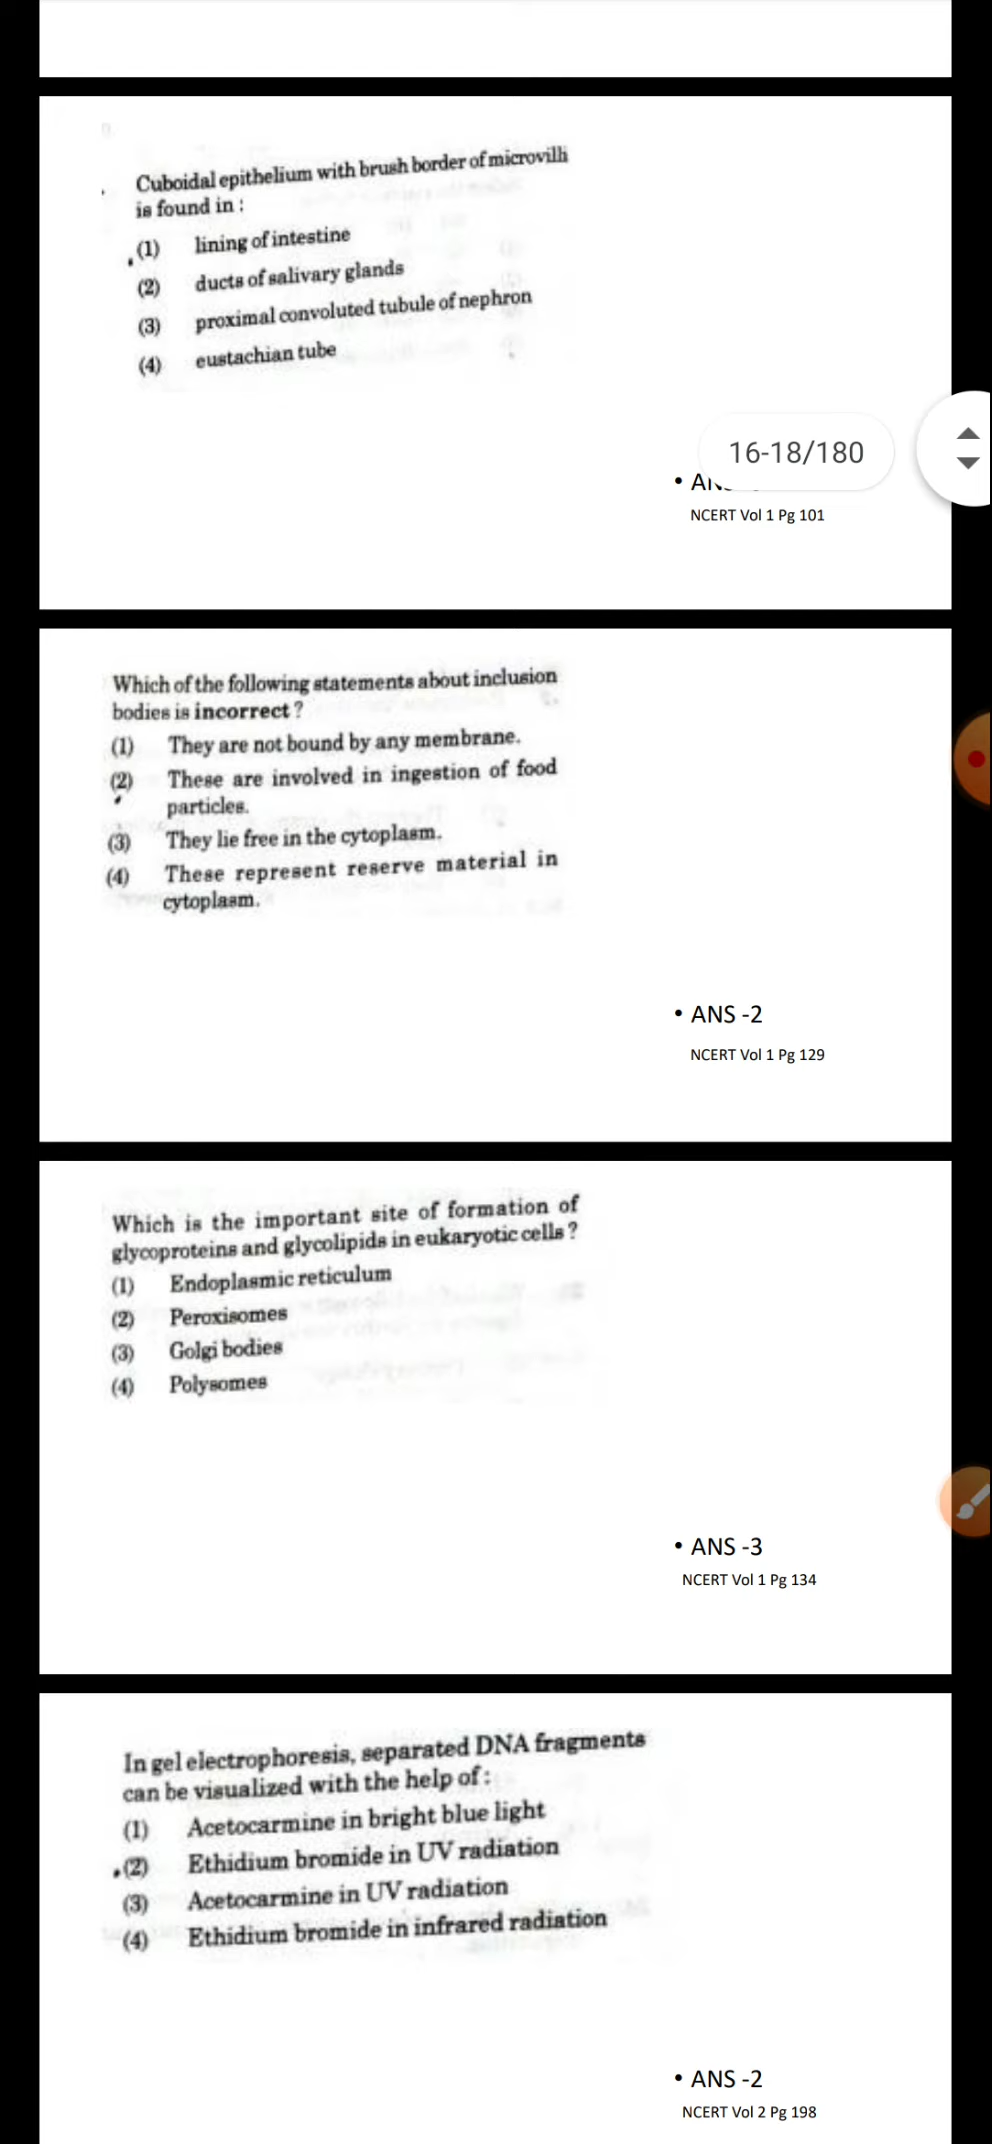 Cuboidal epithelium with brush border of microvilli
is found in :
(1) lining of intestine
(2) ducts of salivary glands
(3) proximal convoluted tubule of nephron
(4) eustachian tube
16-18/180
NCERT Vol 1 Pg 101
Which of the following statements about inclusion
bodies is incorrect ?
(1) They are not bound by any membrane.
(2) These are involved in ingestion of food
particles.
(3) They lie free in the cytoplasm.
(4) These represent reserve material in
cytoplasm.
• ANS -2
NCERT Vol 1 Pg 129
Which is the important site of formation of
glycoproteins and glycolipids in eukaryotic cells ?
(1) Endoplasmic reticulum
(2) Peroxisomes
(3) Golgi bodies
(4) Polysomes
• ANS -3
NCERT Vol 1 Pg 134
In gel electrophoresis, separated DNA fragments
can be visualized with the help of :
(1) Acetocarmine in bright blue light
(2) Ethidium bromide in UV radiation
(3) Acetocarmine in UV radiation
(4) Ethidium bromide in infrared radiation
• ANS -2
NCERT Vol 2 Pg 198